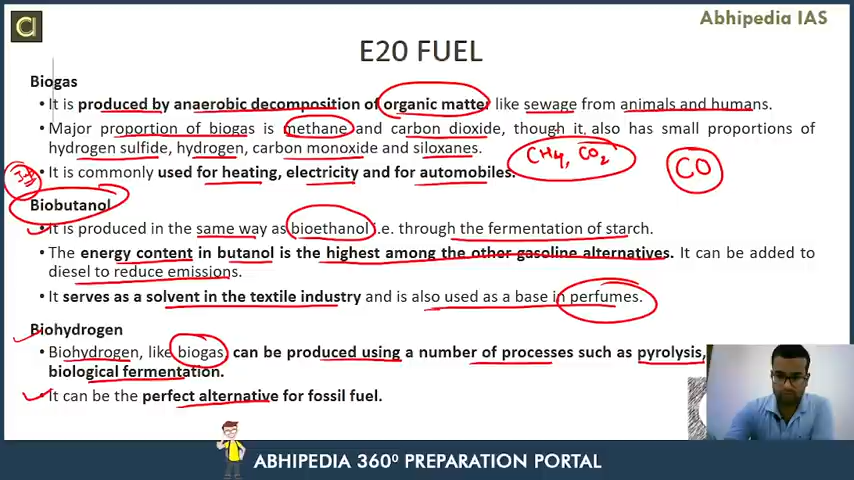 a
Abhipedia IAS
E20 FUEL
Biogas
• It is produced by anaerobic decomposition of organic matter like sewage from animals and humans.
• Major proportion of biogas is methane and carbon dioxide, though it also has small proportions of
hydrogen sulfide, hydrogen, carbon monoxide and siloxanes.
CH4, CO2
CO
• It is commonly used for heating, electricity and for automobiles.
Biobutanol
• It is produced in the same way as bioethanol i.e. through the fermentation of starch.
• The energy content in butanol is the highest among the other gasoline alternatives. It can be added to
diesel to reduce emissions.
• It serves as a solvent in the textile industry and is also used as a base in perfumes.
Biohydrogen
• Biohydrogen, like biogas, can be produced using a number of processes such as pyrolysis,
biological fermentation.
• It can be the perfect alternative for fossil fuel.
ABHIPEDIA 360⁰ PREPARATION PORTAL